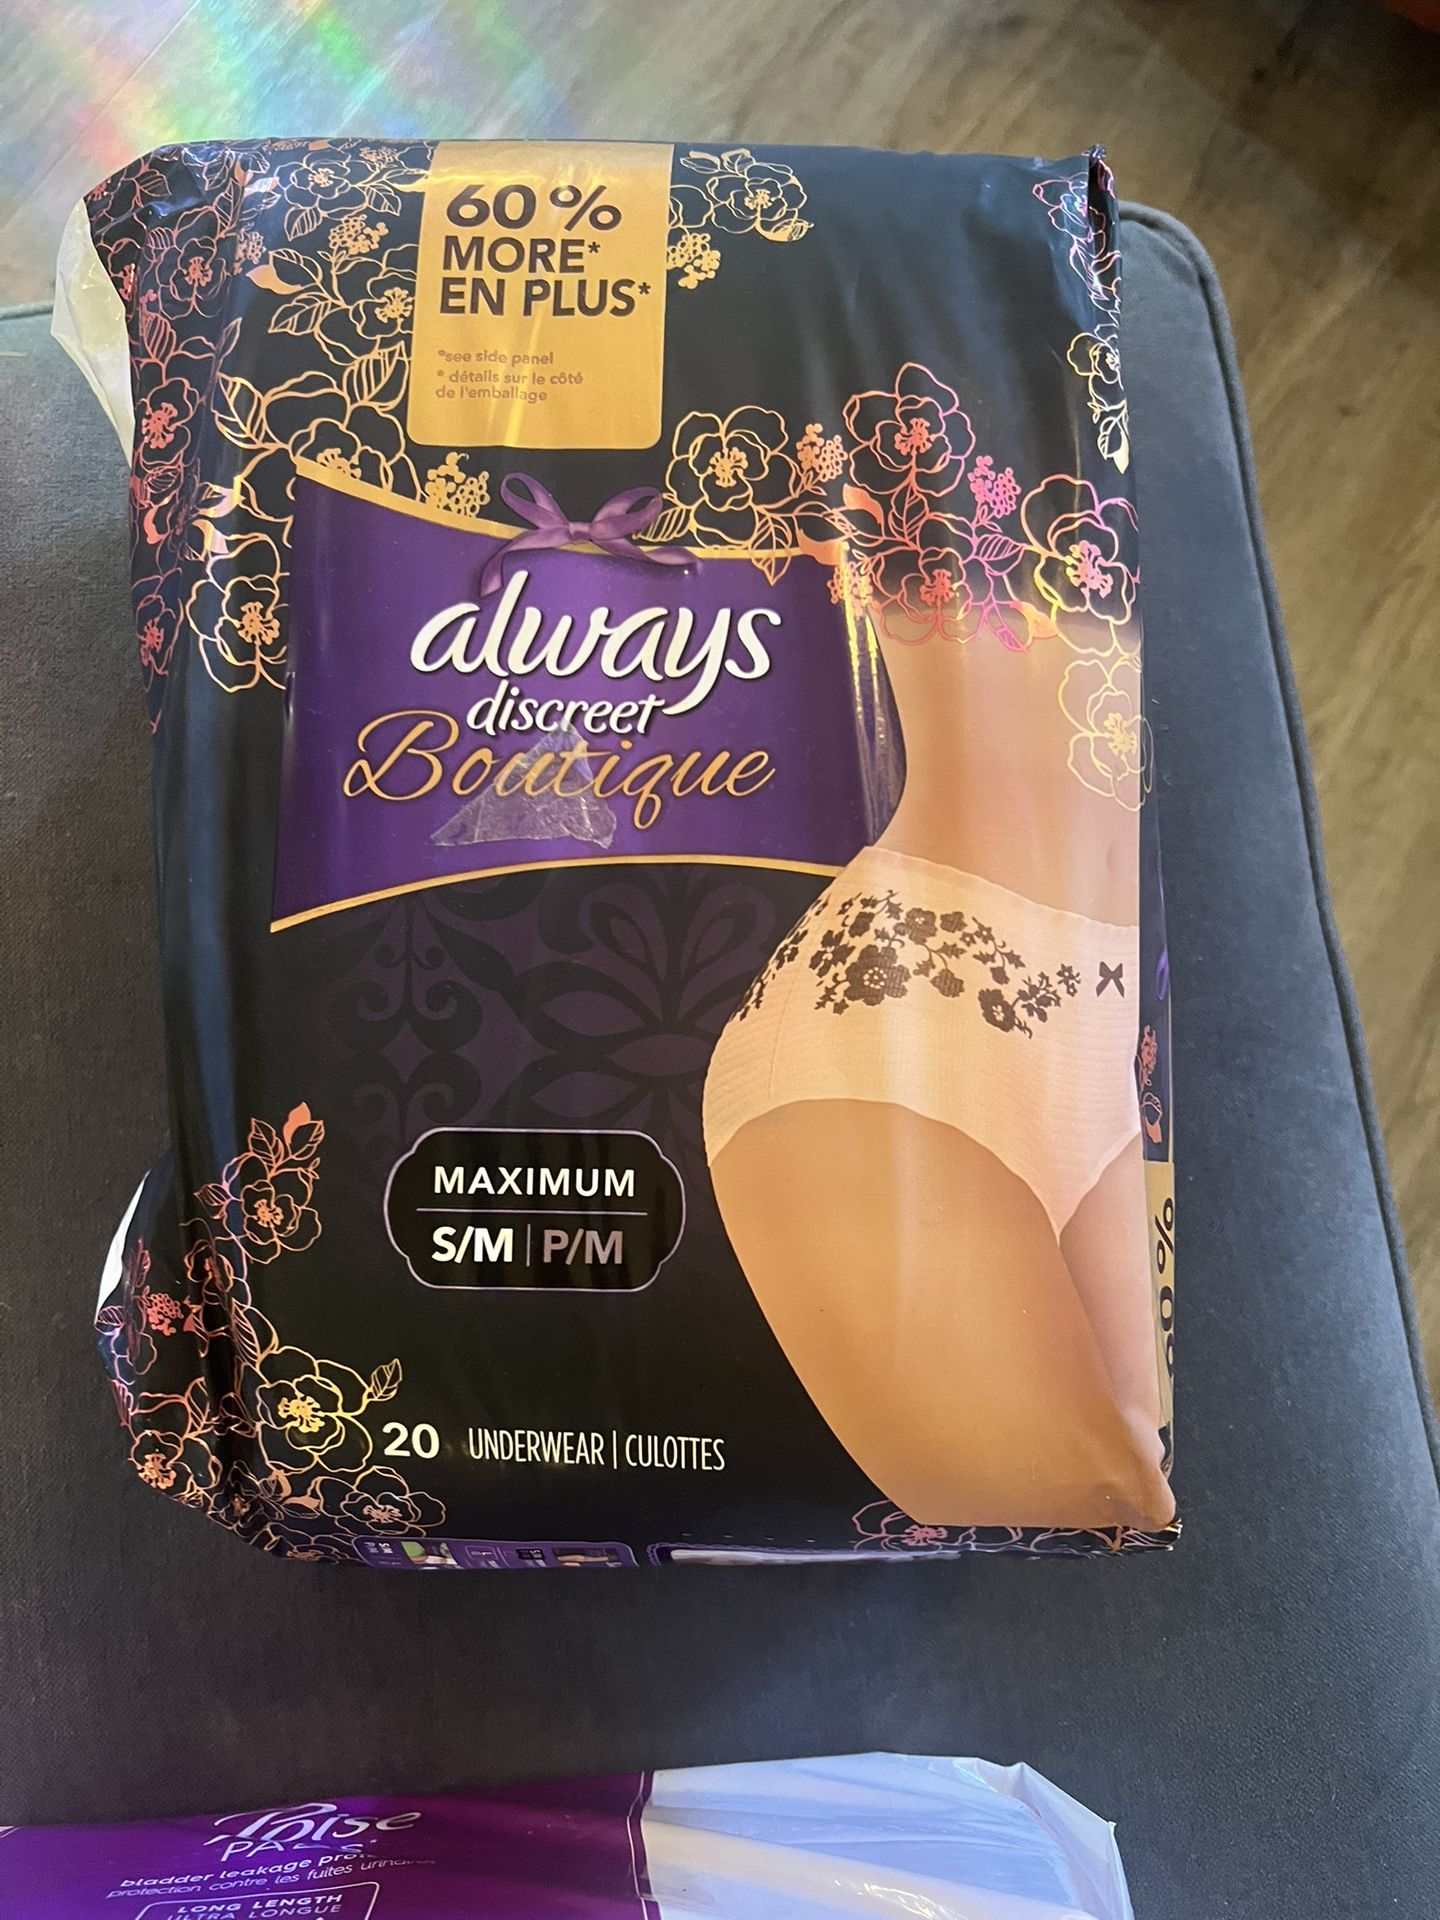 60%
MORE*
EN PLUS*
*see side panel
* détails sur le côté
de l'emballage
always
discreet
Boutique
MAXIMUM
S/M | P/M
20 UNDERWEAR | CULOTTES
Poise
PADS
bladder leakage
protection contre les fuites
LONG LENGTH
ULTRA LONGUE